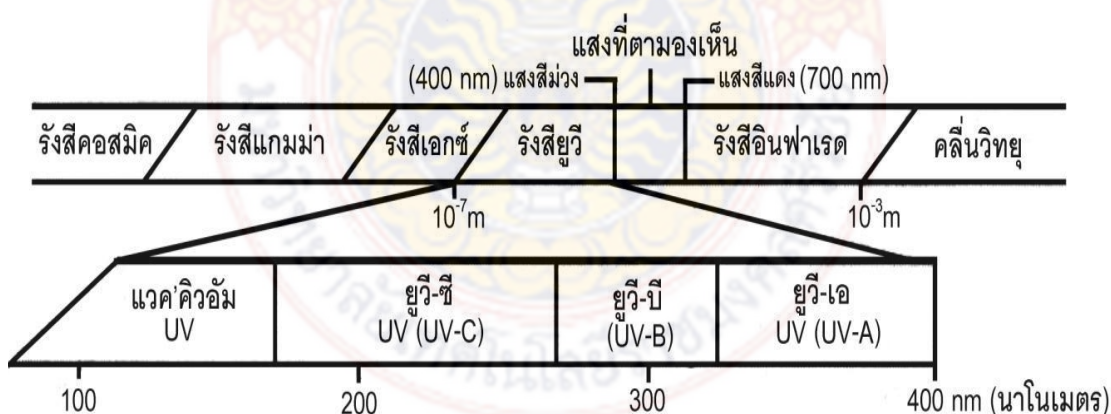 แสงที่ตามองเห็น
(400 nm) แสงสีม่วง แสงสีแดง (700 nm)
รังสีคอสมิค รังสีแกมม่า รังสีเอกซ์ รังสียูวี รังสีอินฟาเรด คลื่นวิทยุ
10⁻⁷m 10⁻³m
แวค'คิวอัม ยูวี-ซี ยูวี-บี ยูวี-เอ
UV UV (UV-C) (UV-B) UV (UV-A)
100 200 300 400 nm (นาโนเมตร)